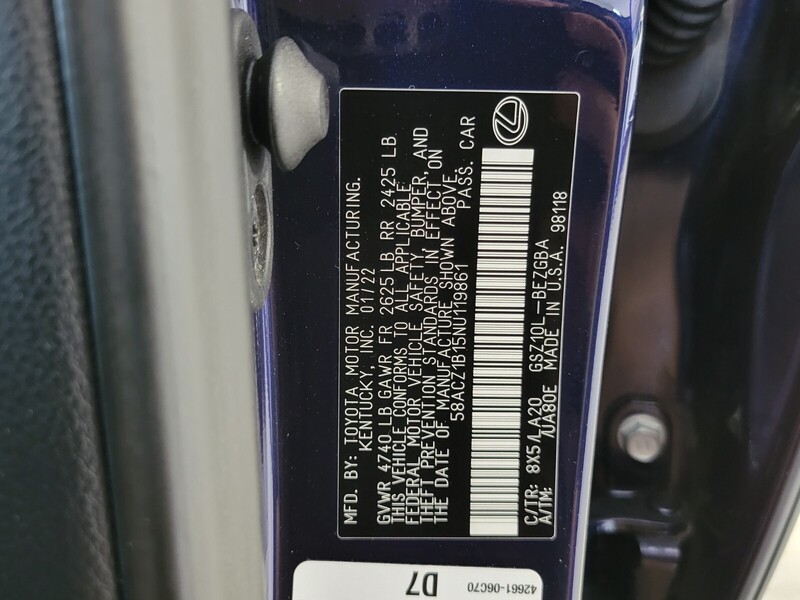 MFD. BY: TOYOTA MOTOR MANUFACTURING.
KENTUCKY, INC. 01/22
GVWR 4740 LB GAWR FR 2625 LB RR 2425 LB
THIS VEHICLE CONFORMS TO ALL APPLICABLE
FEDERAL MOTOR VEHICLE SAFETY, BUMPER, AND
THEFT PREVENTION STANDARDS IN EFFECT ON
THE DATE OF MANUFACTURE SHOWN ABOVE.
58ACZ1B15NU119861 PASS. CAR
C/TR: 8X5/LA20 GSZ10L-BEZGBA
A/TM: /UA80E MADE IN U.S.A. 98118
D7
42661-06C70